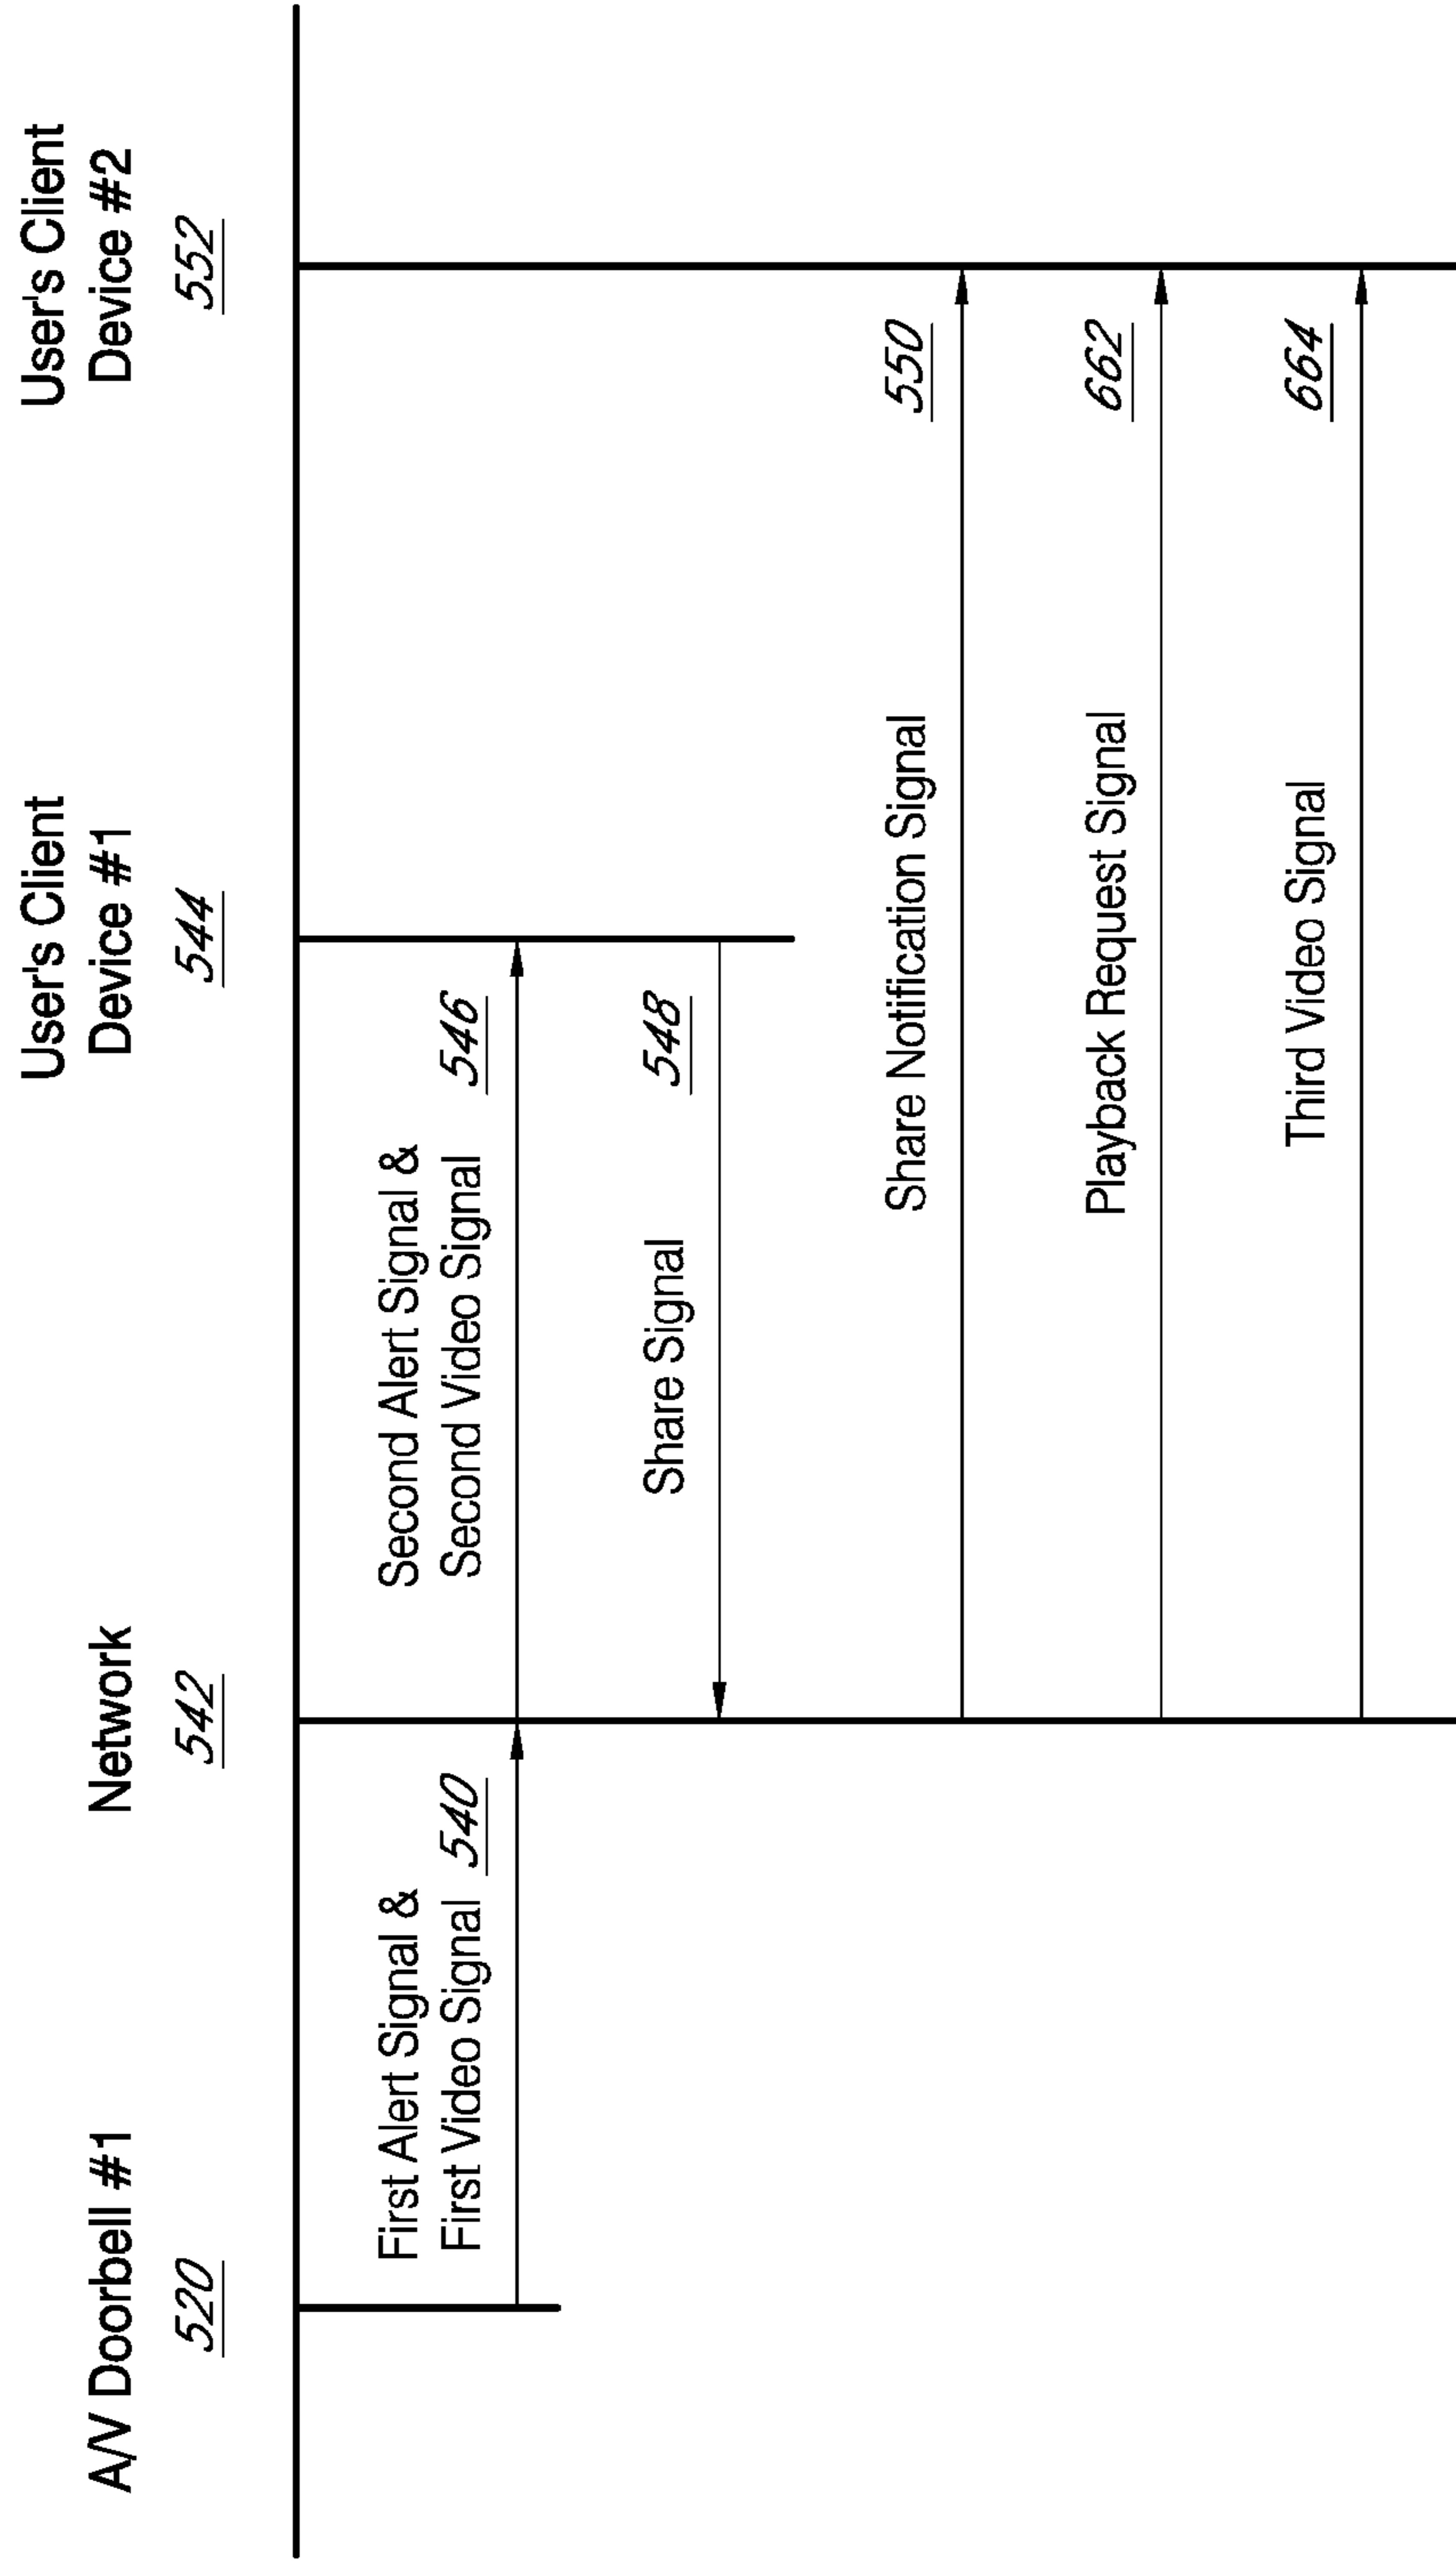 A/V Doorbell #1
520
Network
542
User's Client
Device #1
544
User's Client
Device #2
552
First Alert Signal &
First Video Signal 540
Second Alert Signal &
Second Video Signal 546
Share Signal 548
Share Notification Signal 550
Playback Request Signal 662
Third Video Signal 664